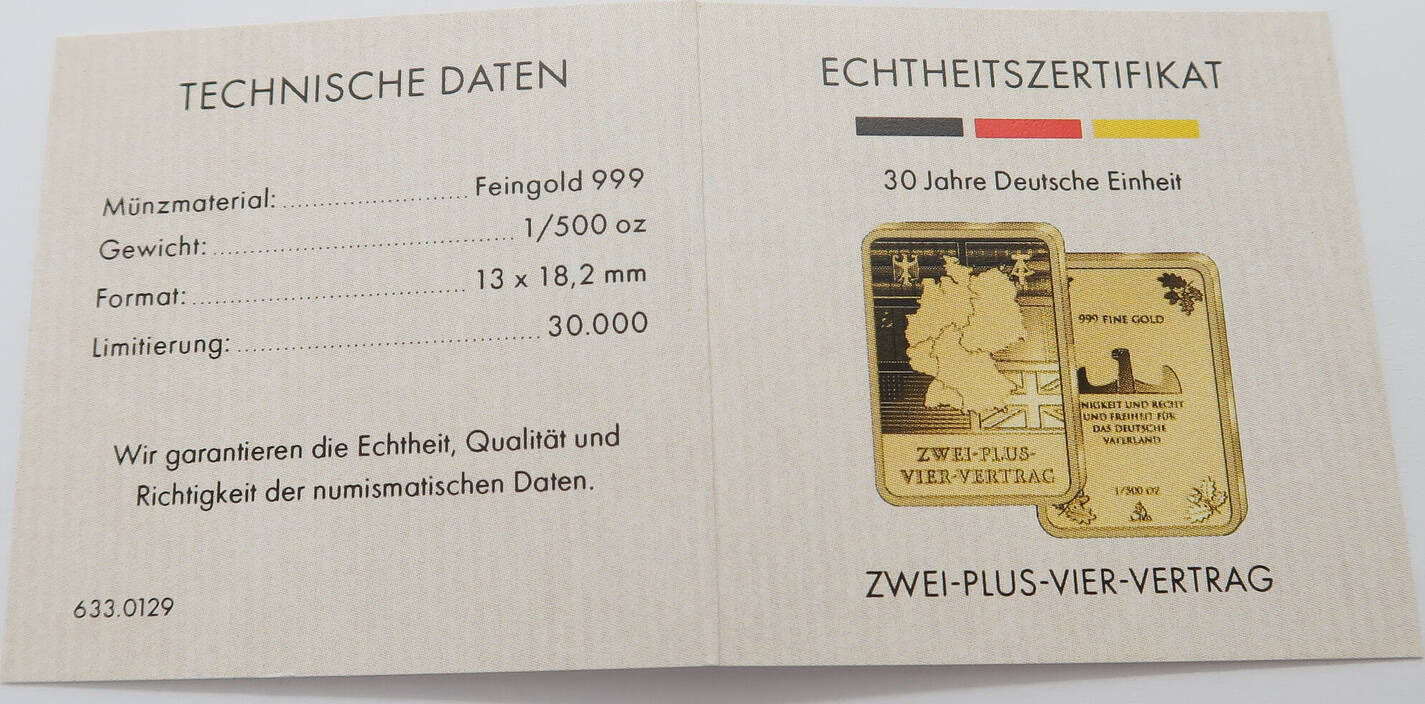 TECHNISCHE DATEN
Münzmaterial: Feingold 999
Gewicht: 1/500 oz
Format: 13 x 18,2 mm
Limitierung: 30.000
Wir garantieren die Echtheit, Qualität und
Richtigkeit der numismatischen Daten.
633.0129
ECHTHEITSZERTIFIKAT
30 Jahre Deutsche Einheit
ZWEI-PLUS-
VIER-VERTRAG
999 FINE GOLD
NIGKEIT UND RECHT
UND FREIHEIT FÜR
DAS DEUTSCHE
VATERLAND
1/500 OZ
ZWEI-PLUS-VIER-VERTRAG